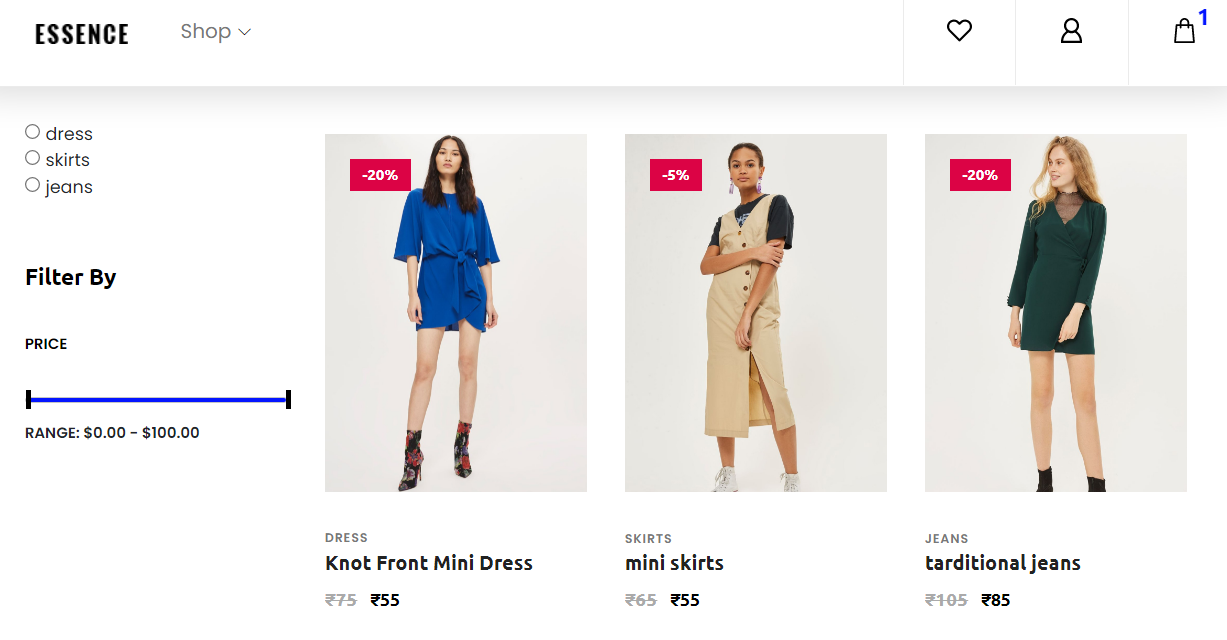 ESSENCE
Shop
1
dress
skirts
jeans
Filter By
PRICE
RANGE: $0.00 - $100.00
-20%
-5%
-20%
DRESS
Knot Front Mini Dress
₹75 ₹55
SKIRTS
mini skirts
₹65 ₹55
JEANS
tarditional jeans
₹105 ₹85